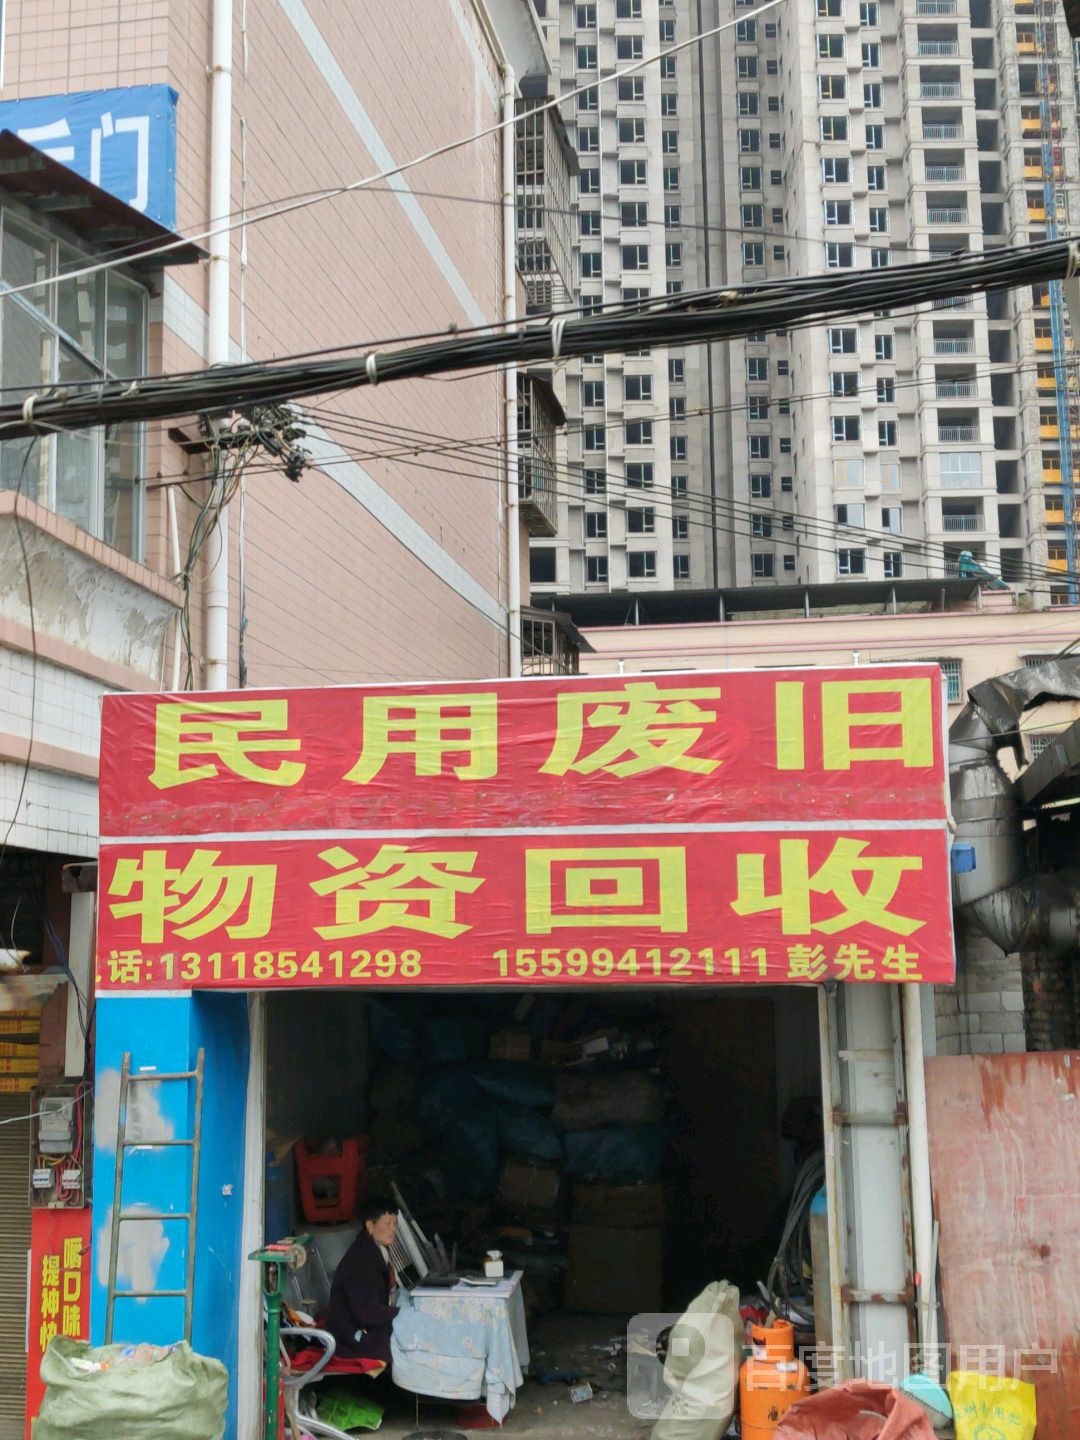 门
民用废旧
物资回收
话:13118541298 15599412111 彭先生
嚼口味
提神
百度地图用户